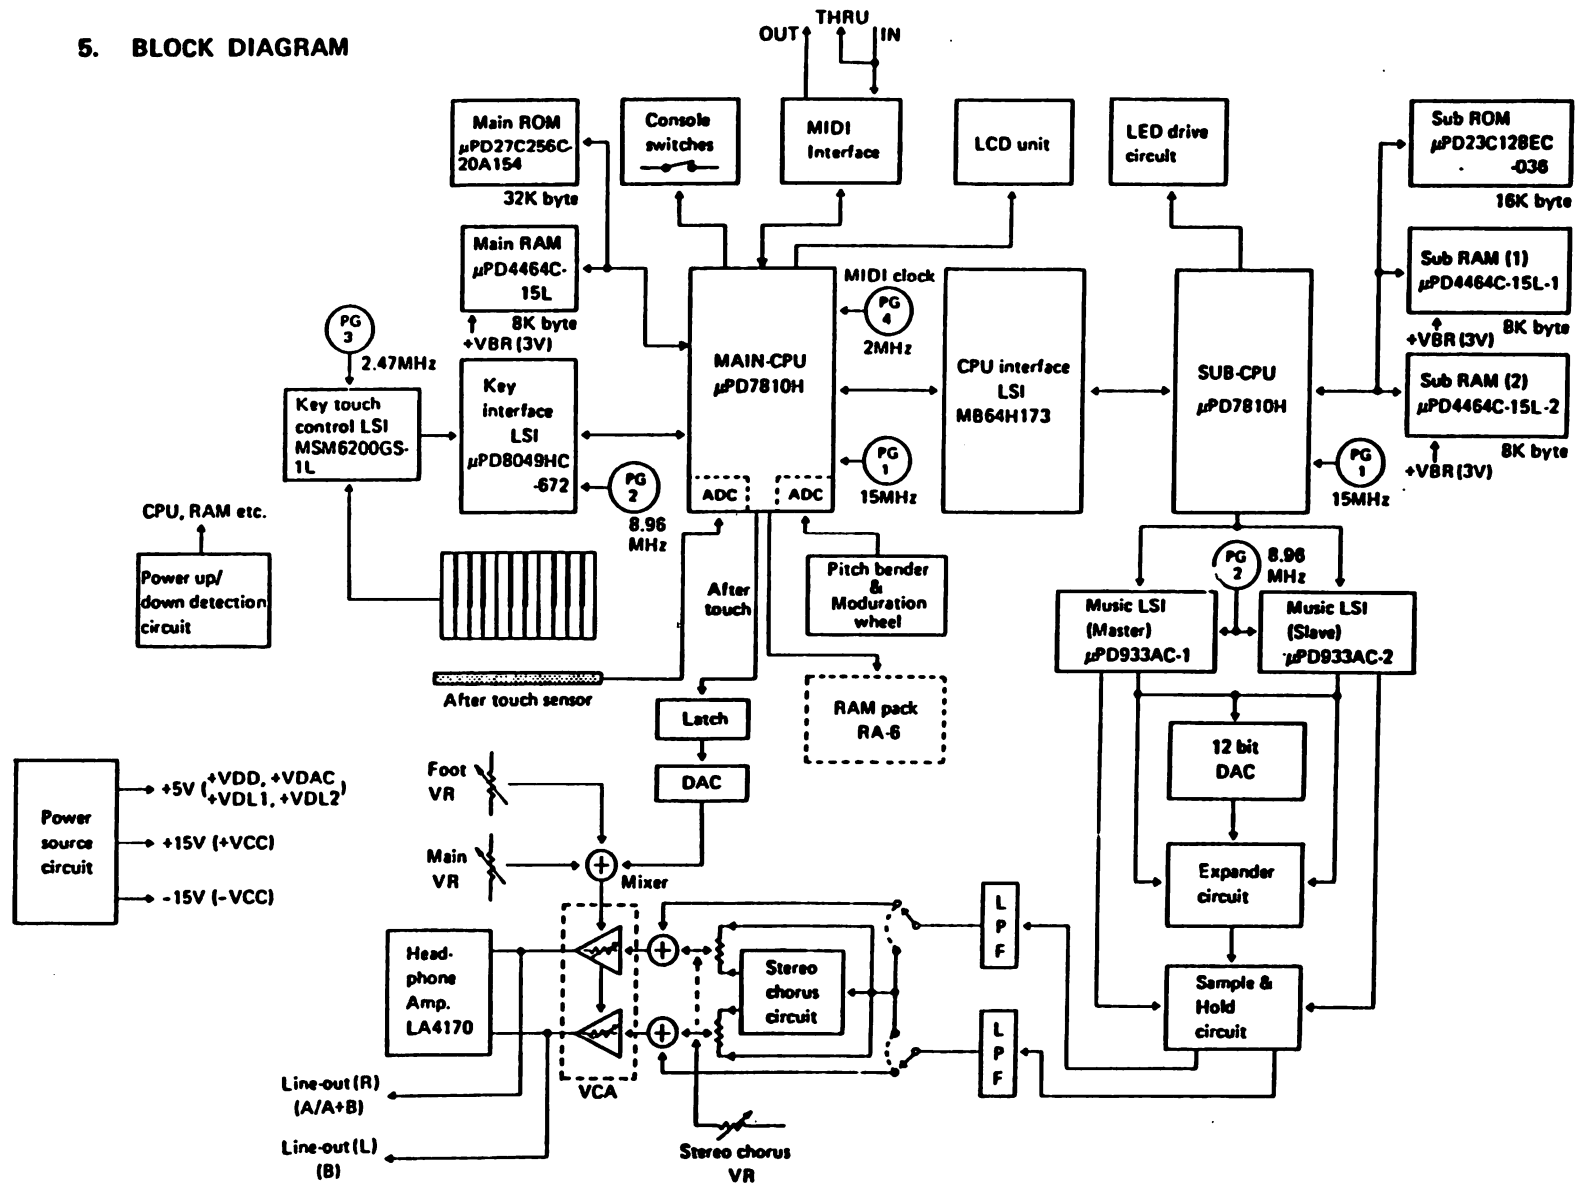 5. BLOCK DIAGRAM
OUT
THRU
IN
Main ROM
μPD27C256C-
20A154
32K byte
Console
switches
MIDI
Interface
LCD unit
LED drive
circuit
Sub ROM
μPD23C128EC
-036
16K byte
Main RAM
μPD4464C-
15L
8K byte
+VBR (3V)
Sub RAM (1)
μPD4464C-15L-1
8K byte
+VBR (3V)
Sub RAM (2)
μPD4464C-15L-2
8K byte
+VBR (3V)
PG
3
2.47MHz
Key touch
control LSI
MSM6200GS-
1L
Key
interface
LSI
μPD8049HC
-672
PG
2
8.96
MHz
MAIN-CPU
μPD7810H
ADC
ADC
MIDI clock
PG
4
2MHz
PG
1
15MHz
CPU interface
LSI
MB64H173
SUB-CPU
μPD7810H
PG
1
15MHz
CPU, RAM etc.
Power up/
down detection
circuit
After
touch
Pitch bender
&
Moduration
wheel
PG
2
8.96
MHz
Music LSI
(Master)
μPD933AC-1
Music LSI
(Slave)
μPD933AC-2
After touch sensor
Latch
RAM pack
RA-6
DAC
12 bit
DAC
Power
source
circuit
+5V (+VDD, +VDAC
+VDL1, +VDL2)
+15V (+VCC)
-15V (-VCC)
Foot
VR
Main
VR
+
Mixer
Expander
circuit
Head-
phone
Amp.
LA4170
+
+
VCA
Stereo
chorus
circuit
L
P
F
L
P
F
Sample &
Hold
circuit
Line-out (R)
(A/A+B)
Line-out (L)
(B)
Stereo chorus
VR